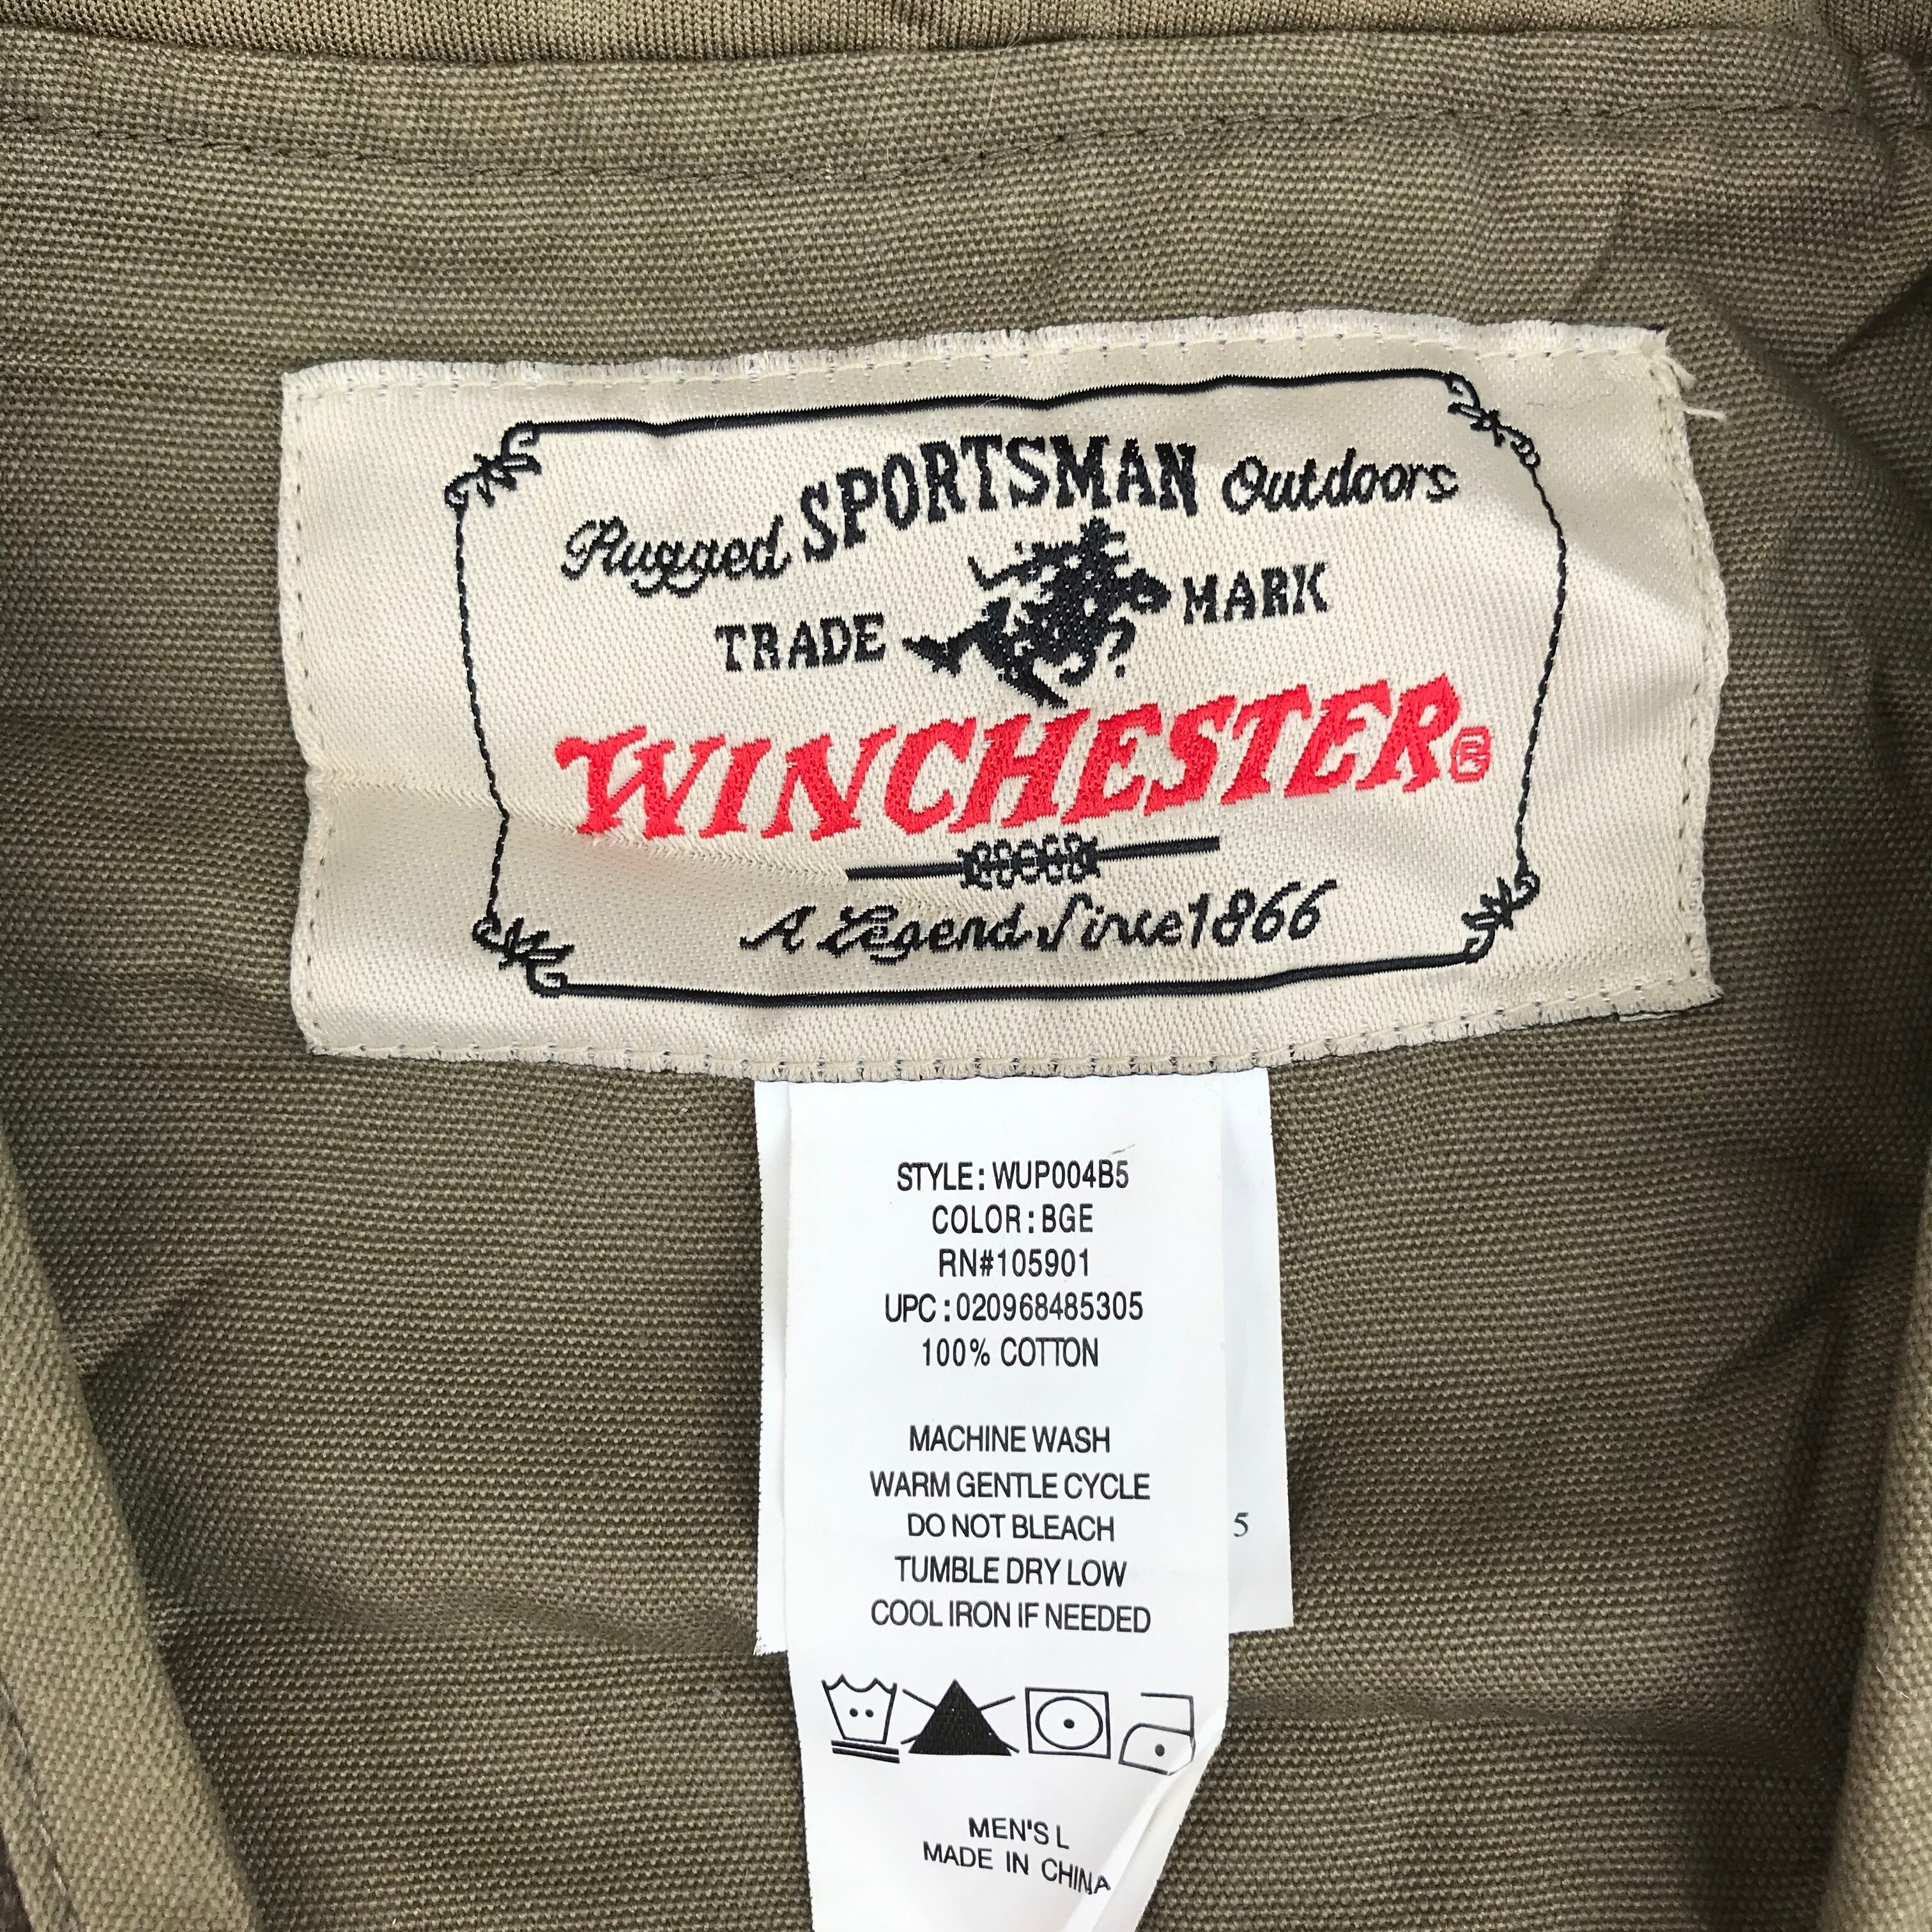 Rugged SPORTSMAN Outdoors
TRADE MARK
WINCHESTER®
A Legend Since 1866
STYLE: WUP004B5
COLOR: BGE
RN#105901
UPC: 020968485305
100% COTTON
MACHINE WASH
WARM GENTLE CYCLE
DO NOT BLEACH
TUMBLE DRY LOW
COOL IRON IF NEEDED
5
MEN'S L
MADE IN CHINA